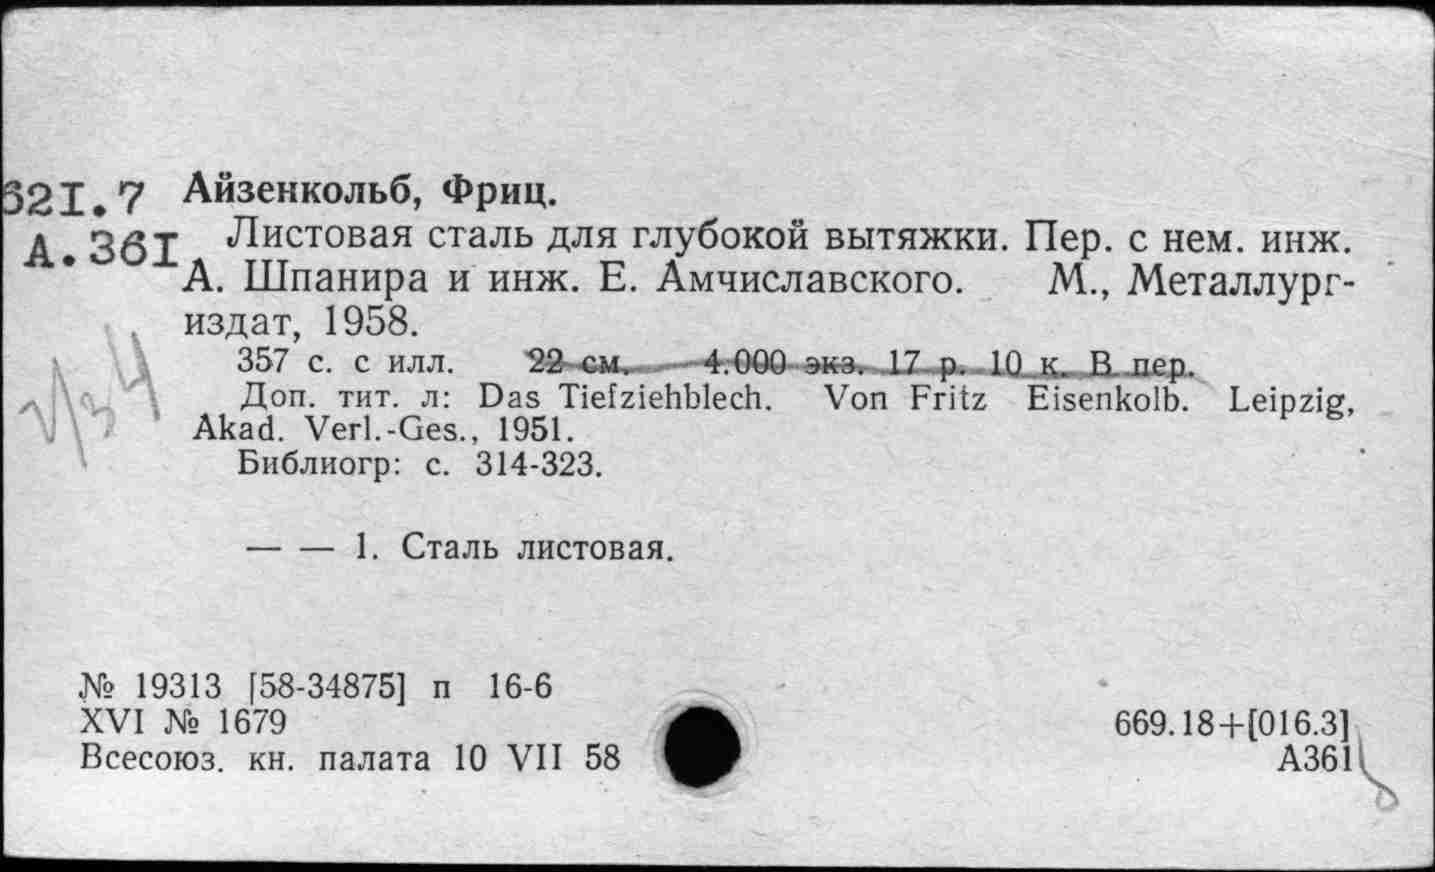 621.7 Айзенкольб, Фриц.
А.361 Листовая сталь для глубокой вытяжки. Пер. с нем. инж.
А. Шпанира и инж. Е. Амчиславского. М., Металлург-
издат, 1958.
357 с. с илл. 22 см. 4.000 экз. 17 р. 10 к. В пер.
Доп. тит. л: Das Tiefziehblech. Von Fritz Eisenkolb. Leipzig,
Akad. Verl.-Ges., 1951.
Библиогр: с. 314-323.
— — 1. Сталь листовая.
№ 19313 [58-34875] п 16-6
XVI № 1679
Всесоюз. кн. палата 10 VII 58
669.18+[016.3]
А361